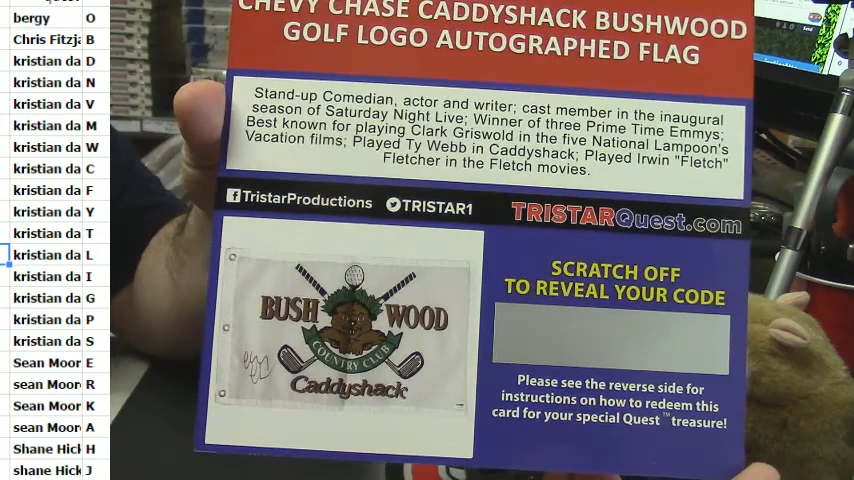 bergy O
Chris Fitzja B
kristian da D
kristian da N
kristian da V
kristian da M
kristian da W
kristian da C
kristian da F
kristian da Y
kristian da T
kristian da L
kristian da I
kristian da G
kristian da P
kristian da S
Sean Moor E
sean Moor R
Sean Moor K
sean Moor A
Shane Hick H
shane Hick J
CHEVY CHASE CADDYSHACK BUSHWOOD
GOLF LOGO AUTOGRAPHED FLAG
Stand-up Comedian, actor and writer; cast member in the inaugural
season of Saturday Night Live; Winner of three Prime Time Emmys;
Best known for playing Clark Griswold in the five National Lampoon's
Vacation films; Played Ty Webb in Caddyshack; Played Irwin "Fletch"
Fletcher in the Fletch movies.
TristarProductions TRISTAR1 TRISTARQuest.com
BUSH WOOD
COUNTRY CLUB
Caddyshack
SCRATCH OFF
TO REVEAL YOUR CODE
Please see the reverse side for
instructions on how to redeem this
card for your special Quest™ treasure!